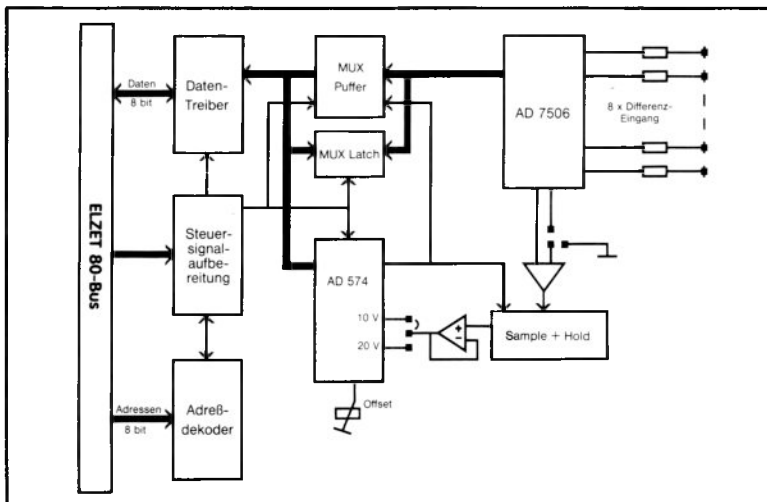 ELZET 80-Bus
Daten
8 bit
Daten-
Treiber
MUX
Puffer
AD 7506
8 x Differenz-
Eingang
MUX Latch
Steuer-
signal-
aufbe-
reitung
AD 574
10 V
20 V
+
−
Sample + Hold
Offset
Adressen
8 bit
Adreß-
dekoder